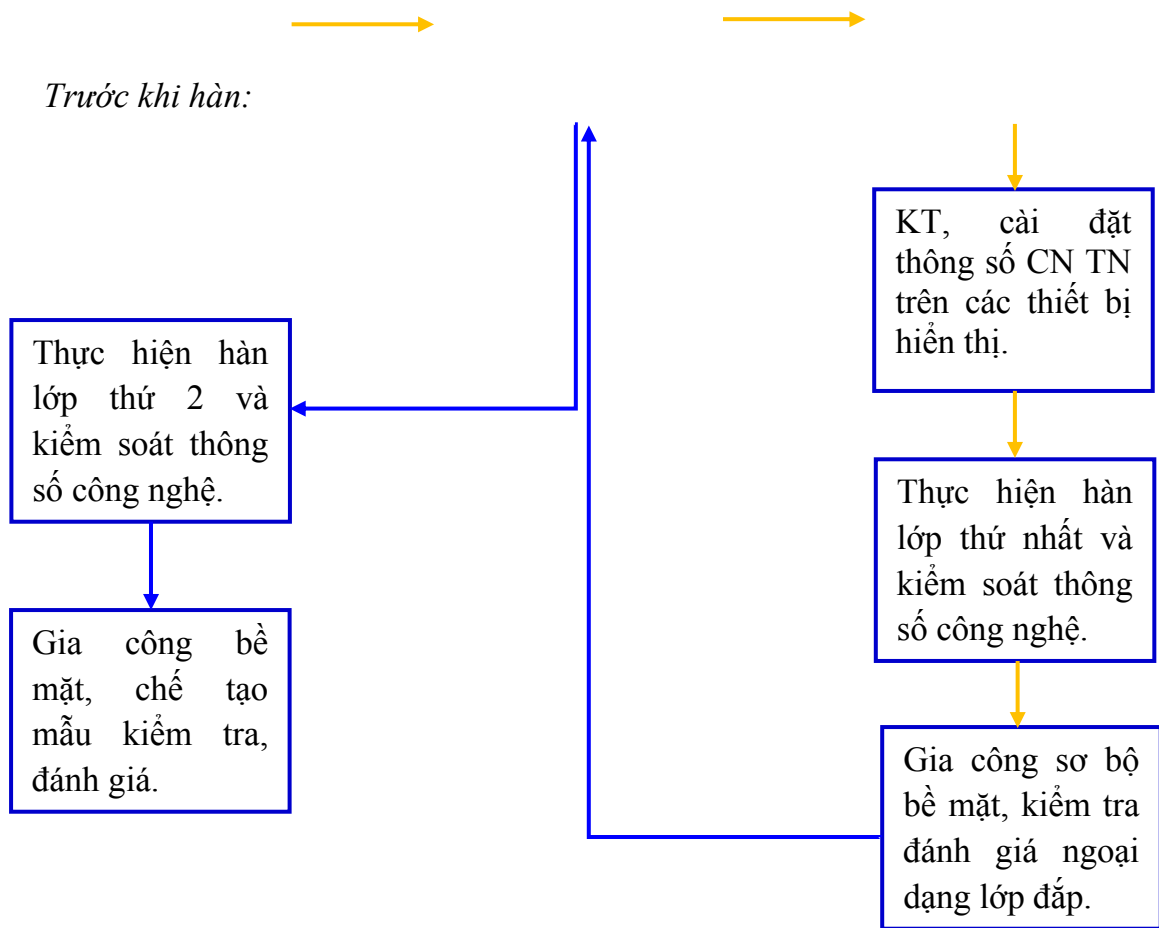 Trước khi hàn:
KT, cài đặt
thông số CN TN
trên các thiết bị
hiển thị.
Thực hiện hàn
lớp thứ 2 và
kiểm soát thông
số công nghệ.
Thực hiện hàn
lớp thứ nhất và
kiểm soát thông
số công nghệ.
Gia công bề
mặt, chế tạo
mẫu kiểm tra,
đánh giá.
Gia công sơ bộ
bề mặt, kiểm tra
đánh giá ngoại
dạng lớp đắp.